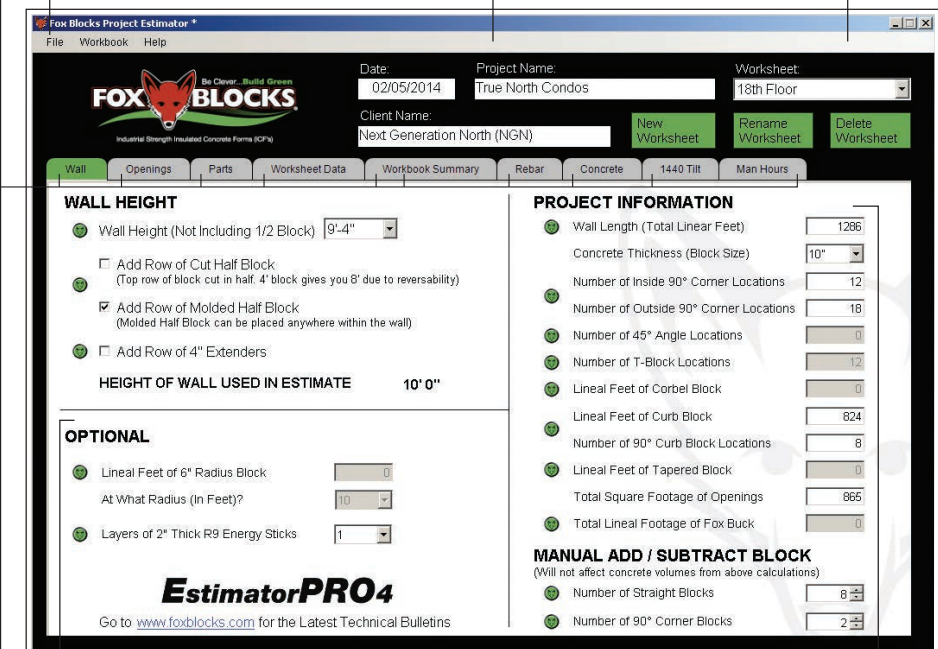 Fox Blocks Project Estimator *
File Workbook Help
Be Clever...Build Green
FOX BLOCKS
Industrial Strength Insulated Concrete Forms (ICF's)
Date: Project Name: Worksheet:
02/05/2014 True North Condos 18th Floor
Client Name:
Next Generation North (NGN)
New Worksheet Rename Worksheet Delete Worksheet
Wall Openings Parts Worksheet Data Workbook Summary Rebar Concrete 1440 Tilt Man Hours
WALL HEIGHT
Wall Height (Not Including 1/2 Block) 9'-4"
Add Row of Cut Half Block
(Top row of block cut in half. 4' block gives you 8' due to reversability)
Add Row of Molded Half Block
(Molded Half Block can be placed anywhere within the wall)
Add Row of 4" Extenders
HEIGHT OF WALL USED IN ESTIMATE 10' 0"
OPTIONAL
Lineal Feet of 6" Radius Block 0
At What Radius (In Feet)? 10
Layers of 2" Thick R9 Energy Sticks 1
EstimatorPRO4
Go to www.foxblocks.com for the Latest Technical Bulletins
PROJECT INFORMATION
Wall Length (Total Linear Feet) 1286
Concrete Thickness (Block Size) 10"
Number of Inside 90° Corner Locations 12
Number of Outside 90° Corner Locations 18
Number of 45° Angle Locations 0
Number of T-Block Locations 12
Lineal Feet of Corbel Block 0
Lineal Feet of Curb Block 824
Number of 90° Curb Block Locations 8
Lineal Feet of Tapered Block 0
Total Square Footage of Openings 865
Total Lineal Footage of Fox Buck 0
MANUAL ADD / SUBTRACT BLOCK
(Will not affect concrete volumes from above calculations)
Number of Straight Blocks 8
Number of 90° Corner Blocks 2